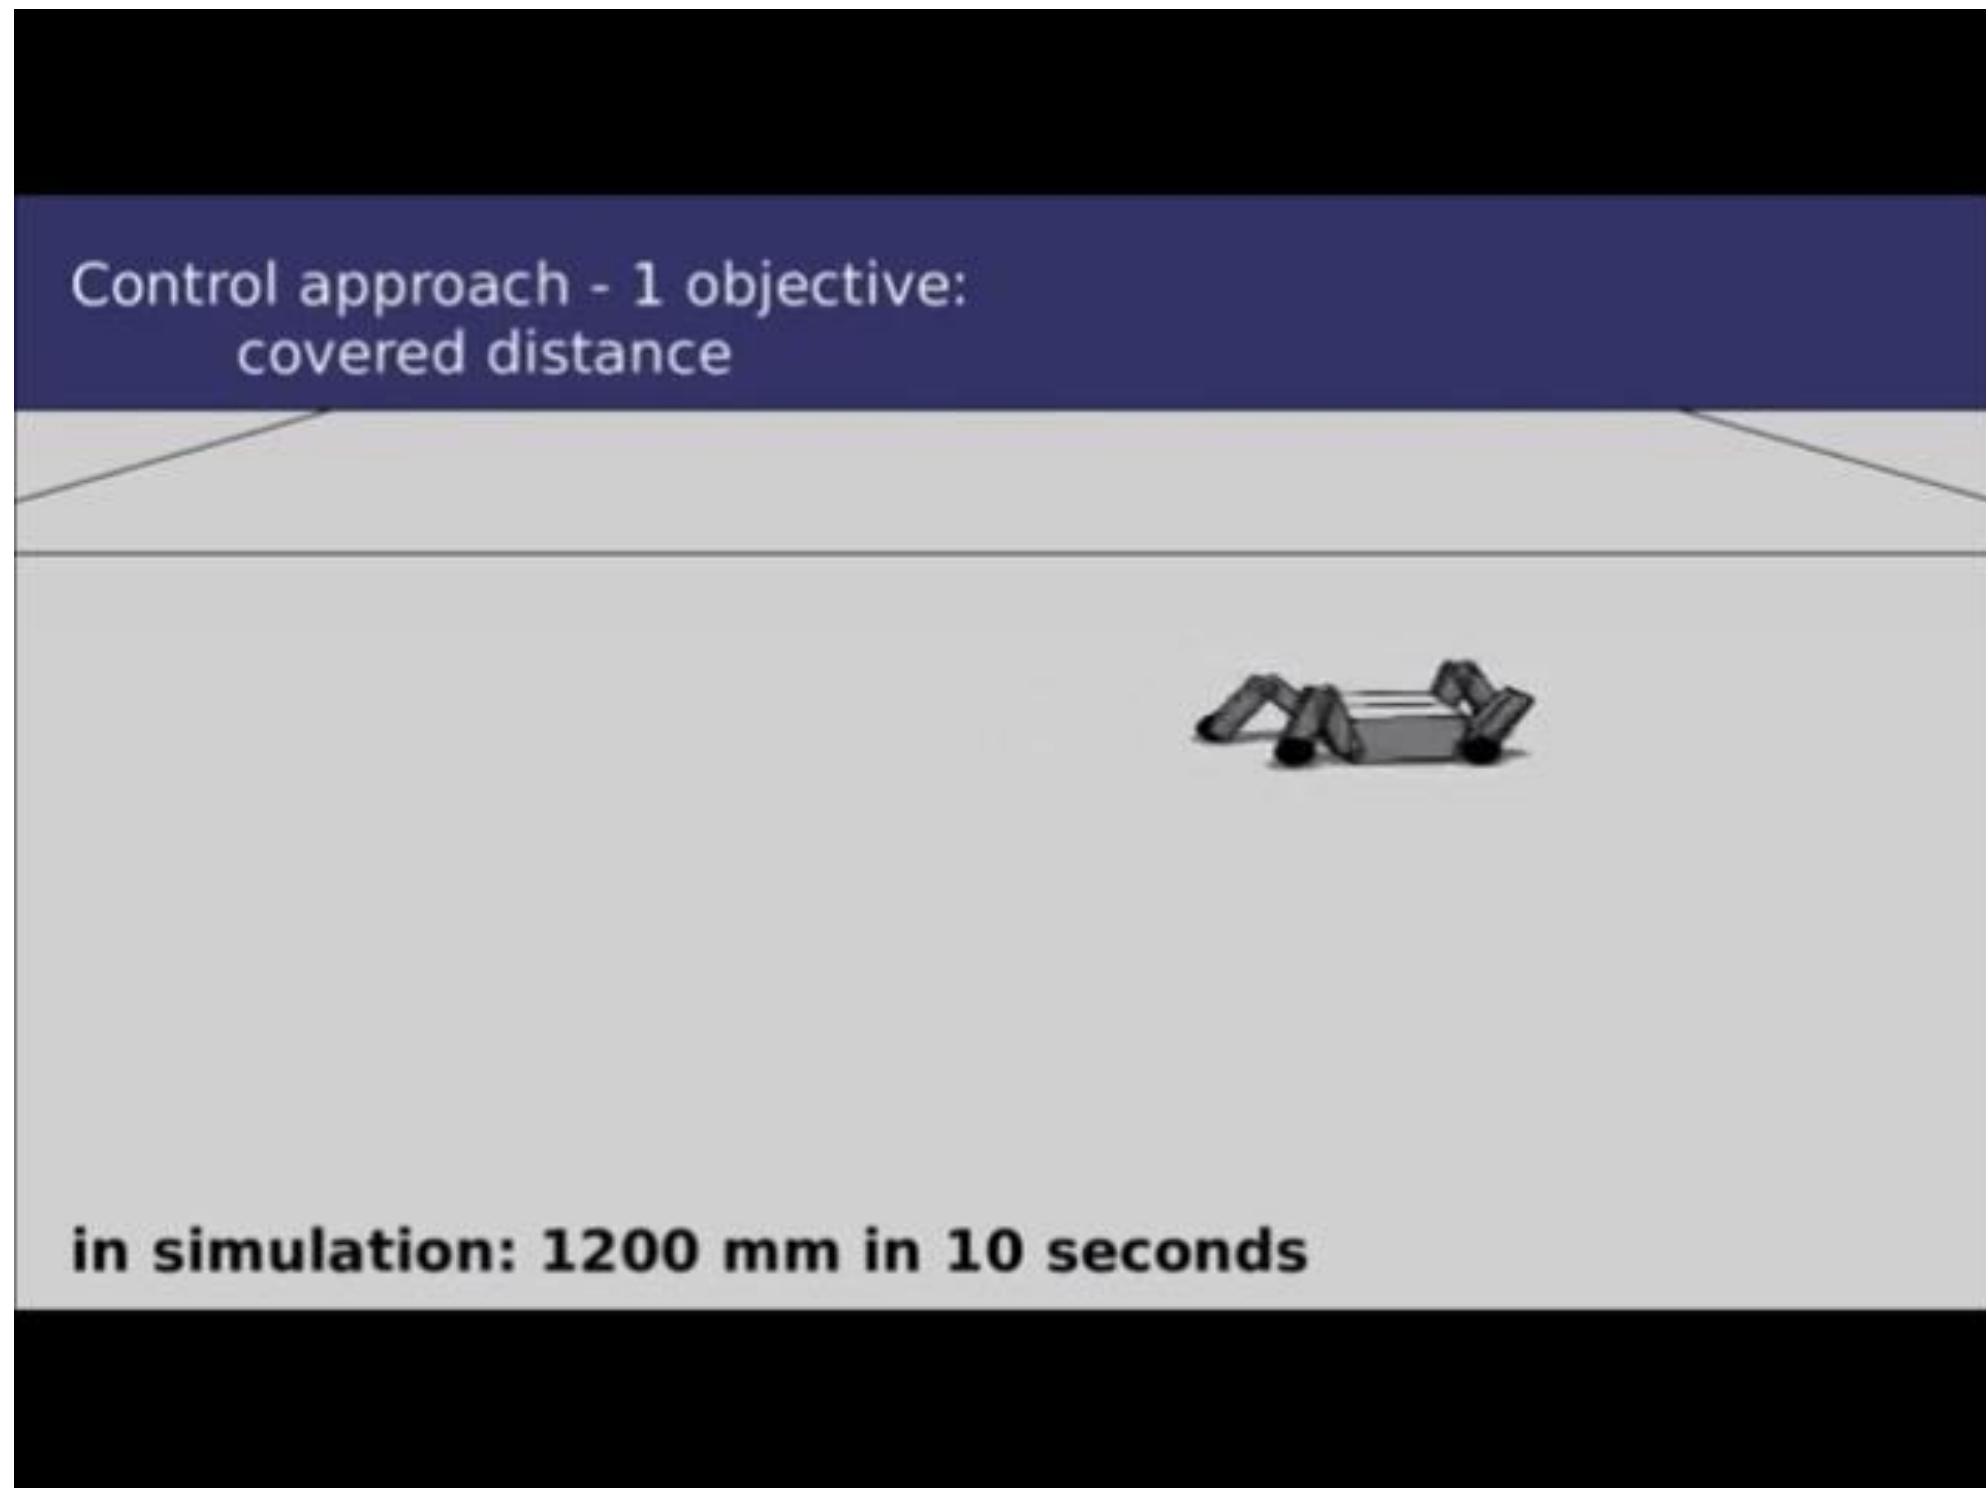 Control approach - 1 objective:
covered distance
in simulation: 1200 mm in 10 seconds